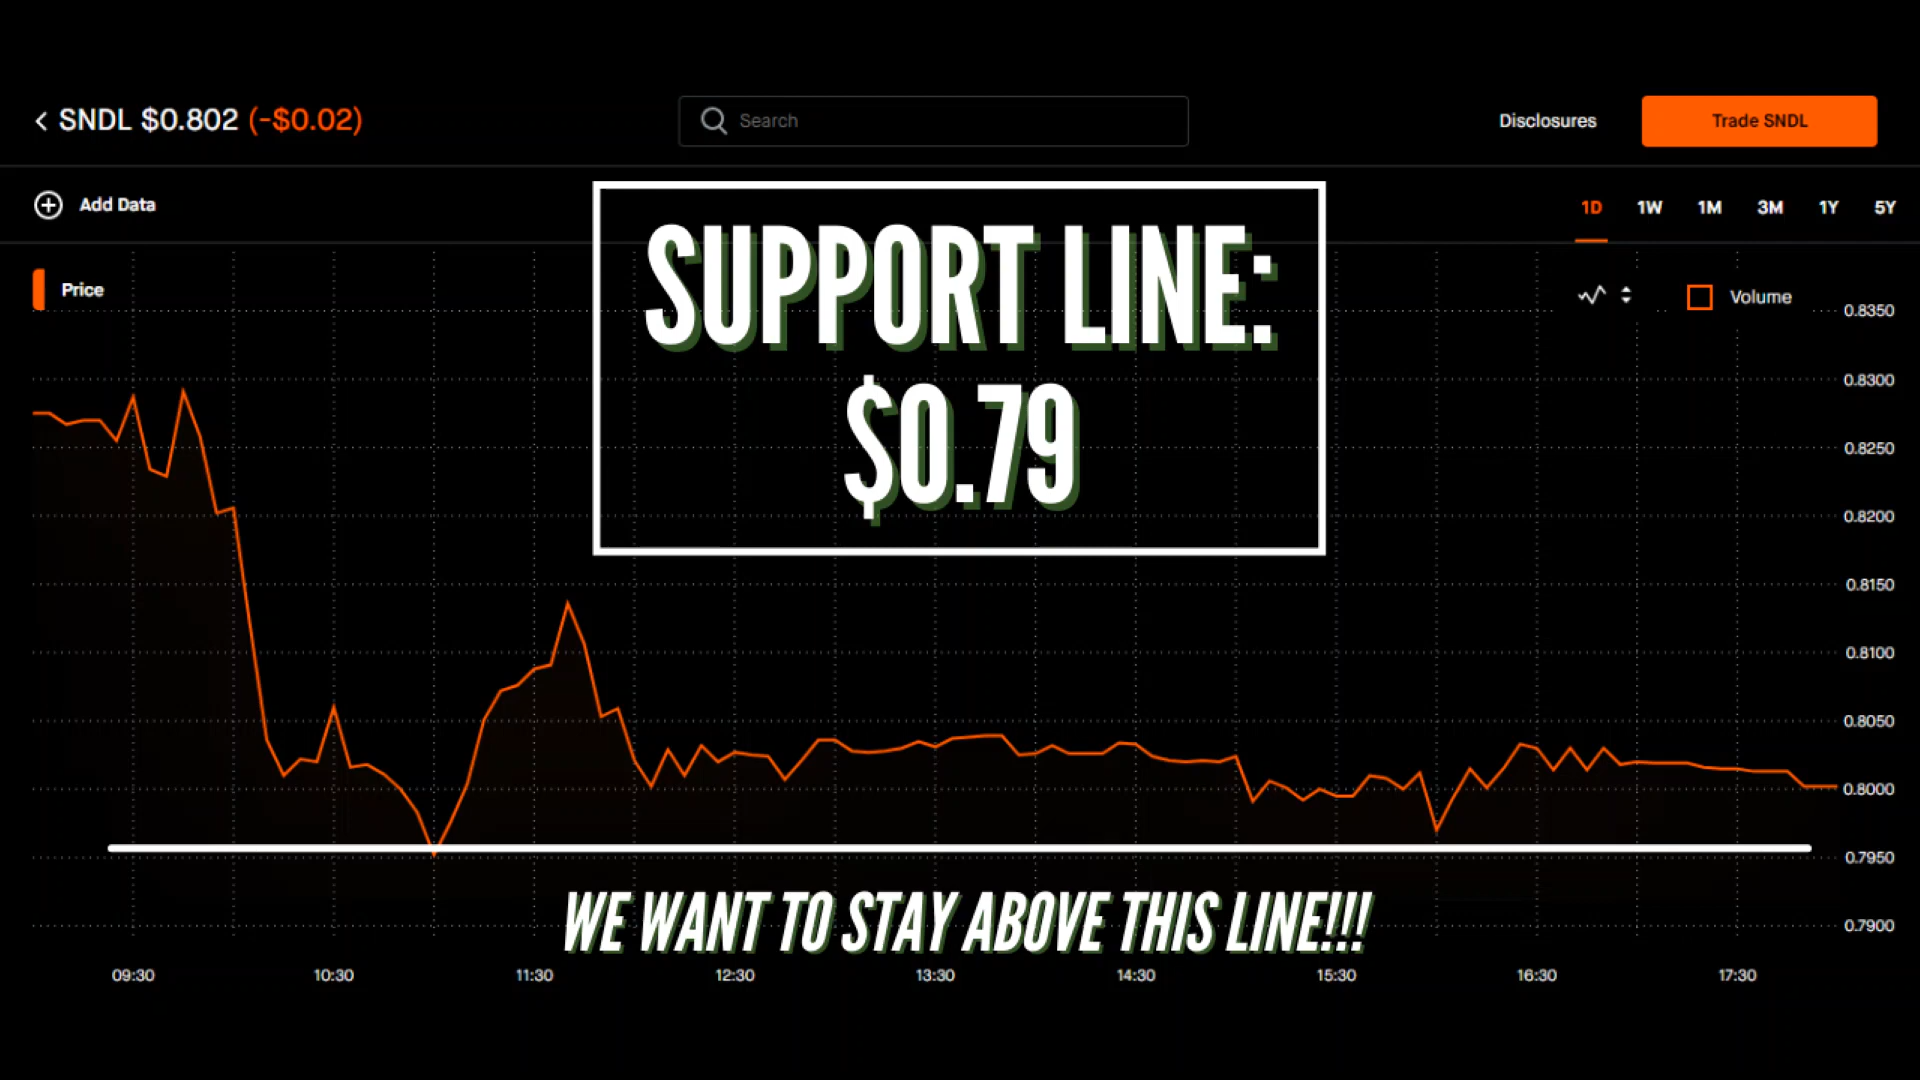 SNDL $0.802 (-$0.02)
Search
Disclosures
Trade SNDL
Add Data
1D 1W 1M 3M 1Y 5Y
Price
Volume
SUPPORT LINE:
$0.79
0.8350
0.8300
0.8250
0.8200
0.8150
0.8100
0.8050
0.8000
0.7950
0.7900
WE WANT TO STAY ABOVE THIS LINE!!!
09:30 10:30 11:30 12:30 13:30 14:30 15:30 16:30 17:30